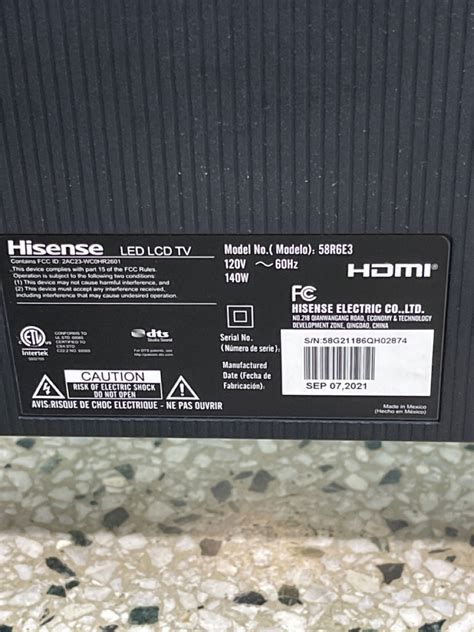 Hisense LED LCD TV
Contains FCC ID: 2AC23-WC0HR2601
This device complies with part 15 of the FCC Rules.
Operation is subject to the following two conditions:
(1) This device may not cause harmful interference, and
(2) This device must accept any interference received,
including interference that may cause undesired operation.
Model No.( Modelo): 58R6E3
120V ～60Hz
140W
HDMI
FC
HISENSE ELECTRIC CO.,LTD.
NO.218 QIANWANGANG ROAD, ECONOMY & TECHNOLOGY
DEVELOPMENT ZONE, QINGDAO, CHINA
ETL
Intertek
CONFORMS TO
dts
Studio Sound
Serial No.
(Número de serie):
S/N:58G21186QH02874
Manufactured
Date (Fecha de
Fabricación):
SEP 07,2021
Made in Mexico
(Hecho en México)
CAUTION
RISK OF ELECTRIC SHOCK
DO NOT OPEN
AVIS:RISQUE DE CHOC ELECTRIQUE - NE PAS OUVRIR